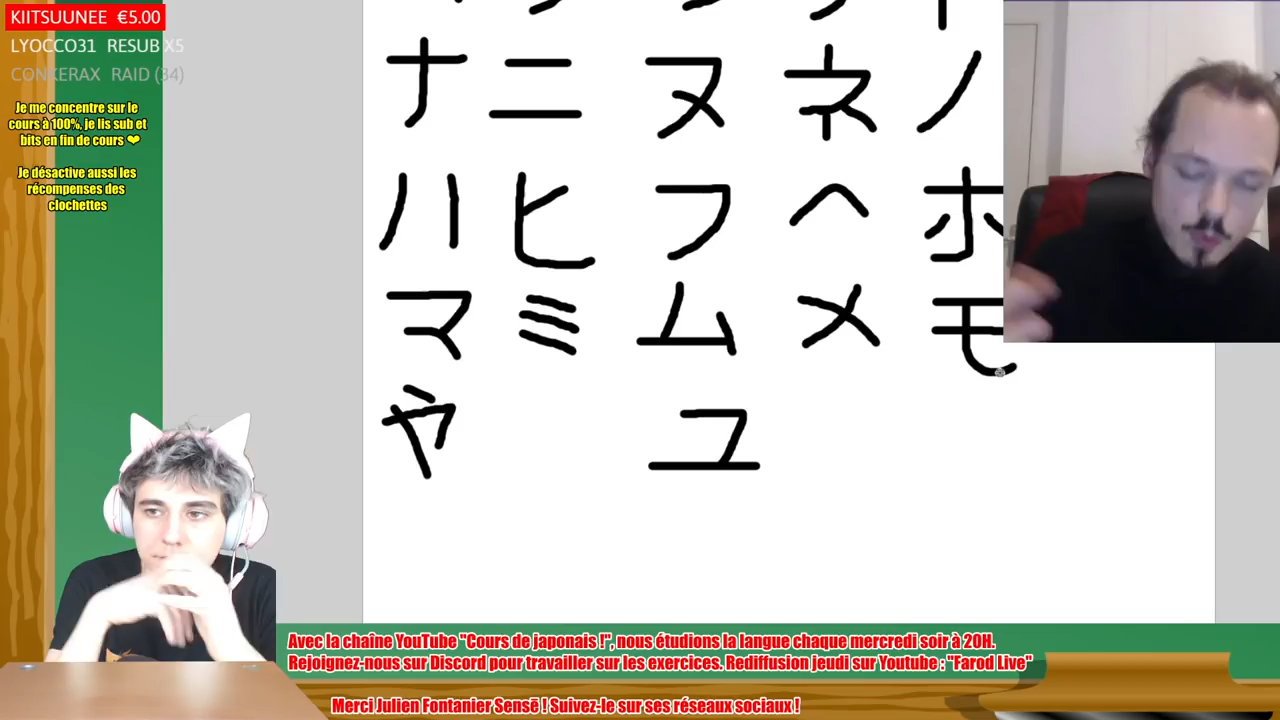 KIITSUUNEE €5.00
LYOCCO31 RESUB X5
CONKERAX RAID (34)
Je me concentre sur le
cours à 100%, je lis sub et
bits en fin de cours ❤
Je désactive aussi les
récompenses des
clochettes
ナ ニ ヌ ネ ノ
ハ ヒ フ ヘ ホ
マ ミ ム メ モ
ヤ ユ
Avec la chaîne YouTube "Cours de japonais !", nous étudions la langue chaque mercredi soir à 20H.
Rejoignez-nous sur Discord pour travailler sur les exercices. Rediffusion jeudi sur Youtube : "Farod Live"
Merci Julien Fontanier Sensē ! Suivez-le sur ses réseaux sociaux !